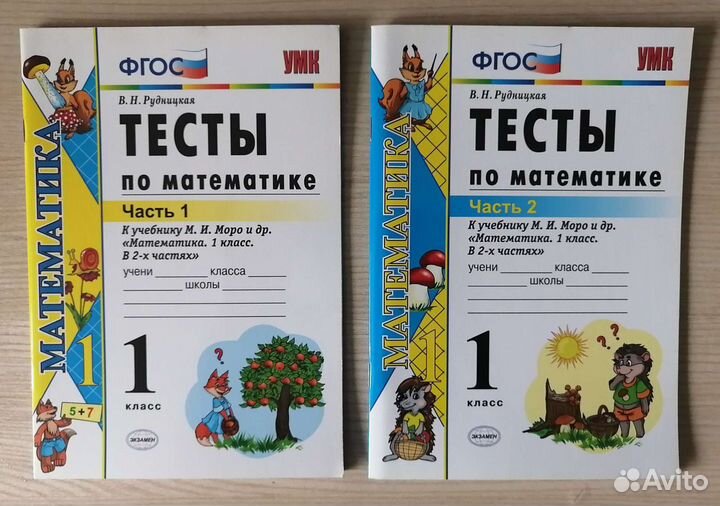 ФГОС
УМК
В. Н. Рудницкая
ТЕСТЫ
по математике
Часть 1
К учебнику М. И. Моро и др.
«Математика. 1 класс.
В 2-х частях»
учени класса
школы
1
класс
ЭКЗАМЕН
МАТЕМАТИКА
1
5+7
?
ФГОС
УМК
В. Н. Рудницкая
ТЕСТЫ
по математике
Часть 2
К учебнику М. И. Моро и др.
«Математика. 1 класс.
В 2-х частях»
учени класса
школы
1
класс
ЭКЗАМЕН
МАТЕМАТИКА
1
? ?
Avito